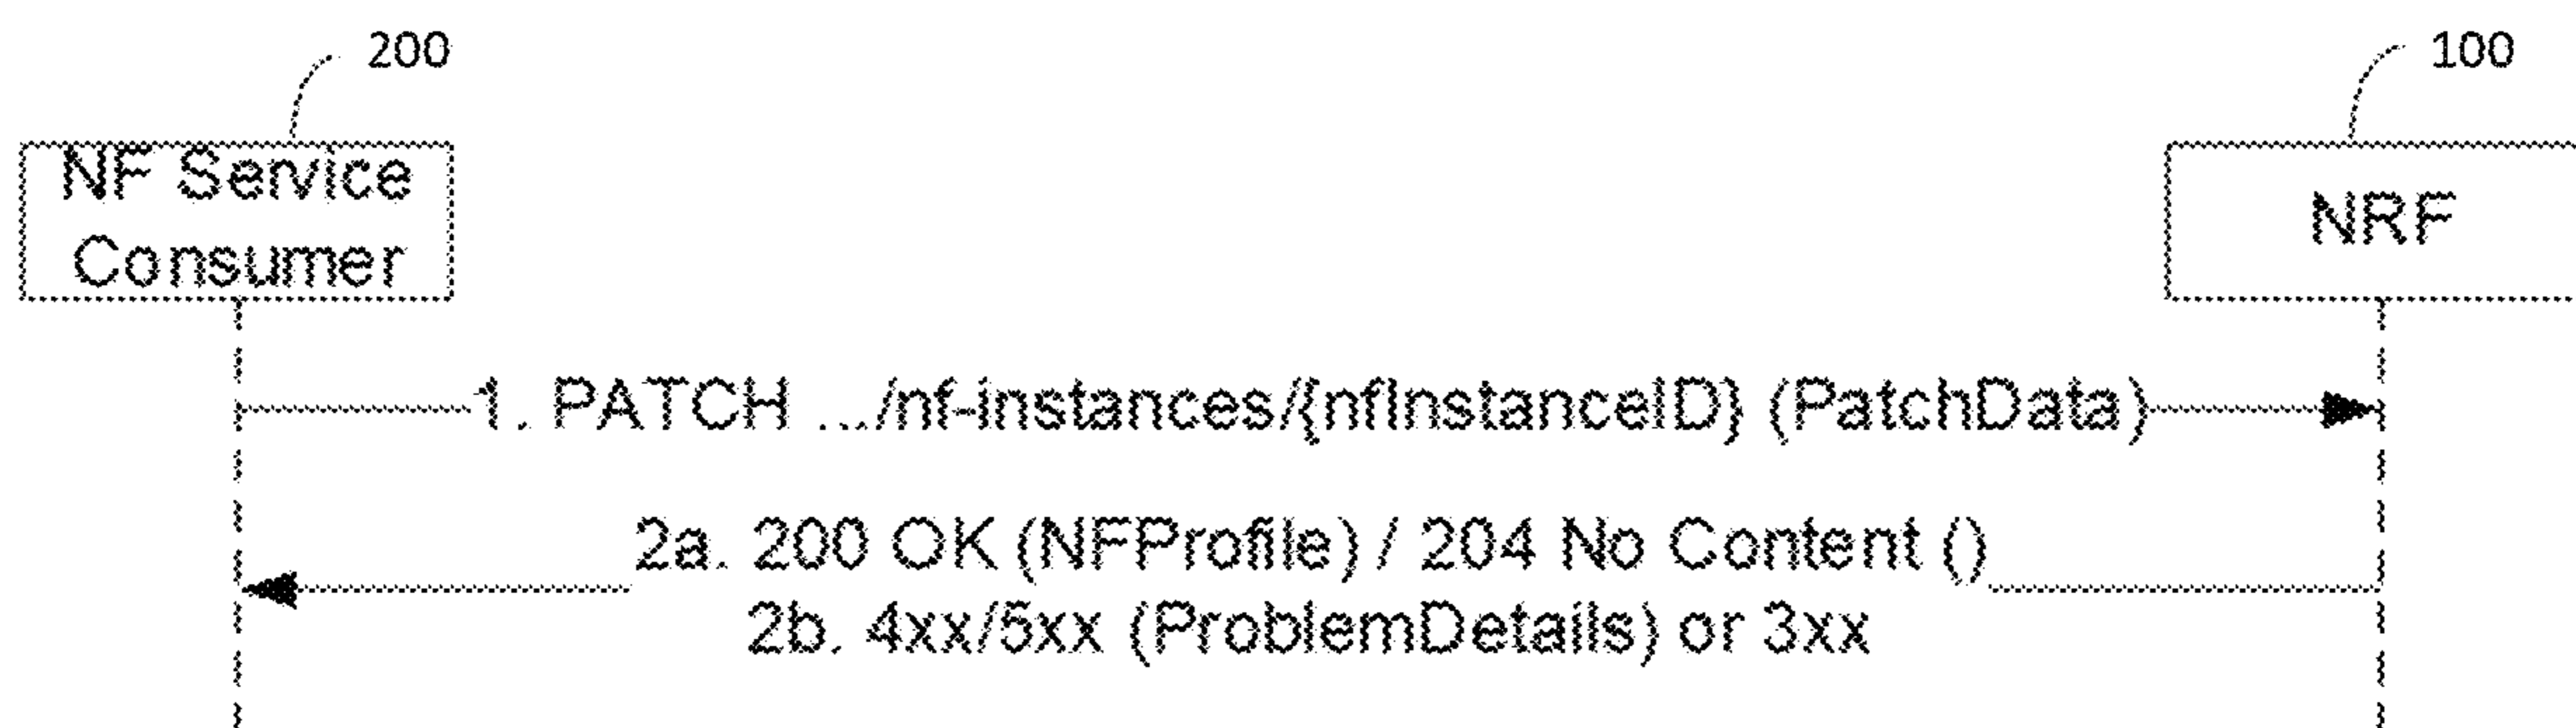 200
100
NF Service
Consumer
NRF
1. PATCH .../nf-instances/{nfInstanceID} (PatchData)
2a. 200 OK (NFProfile) / 204 No Content ()
2b. 4xx/5xx (ProblemDetails) or 3xx